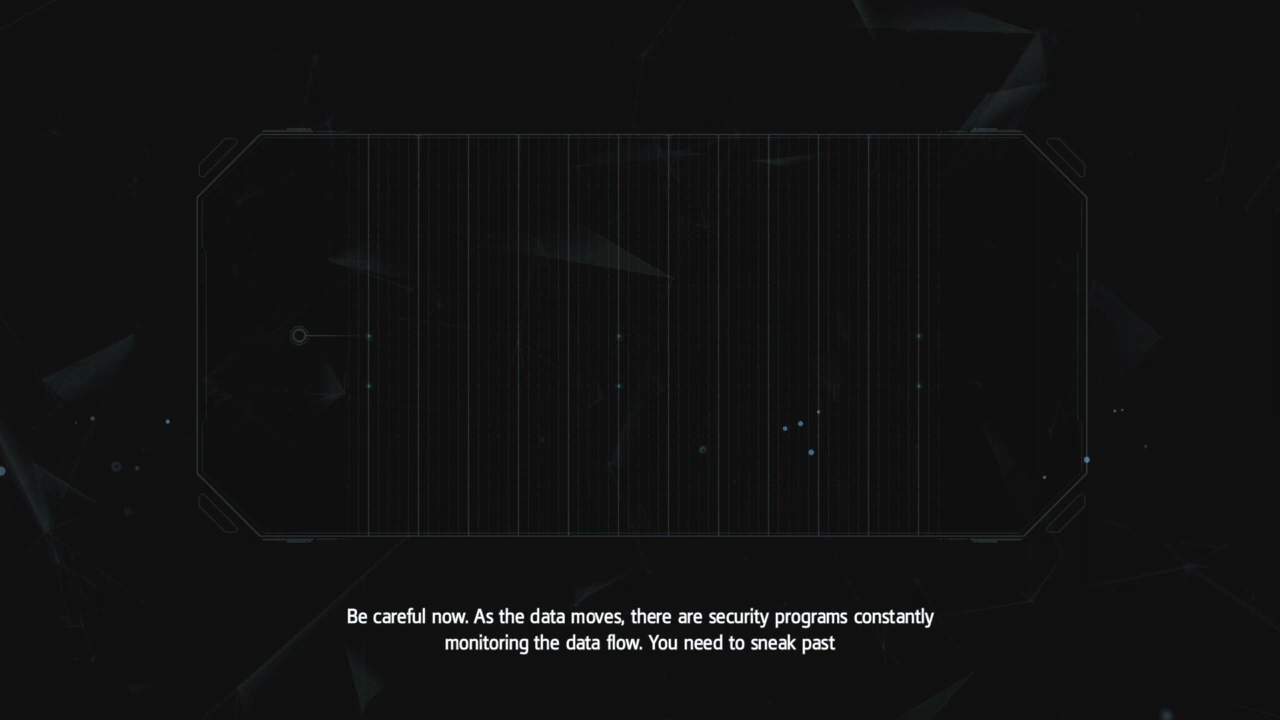 Be careful now. As the data moves, there are security programs constantly
monitoring the data flow. You need to sneak past